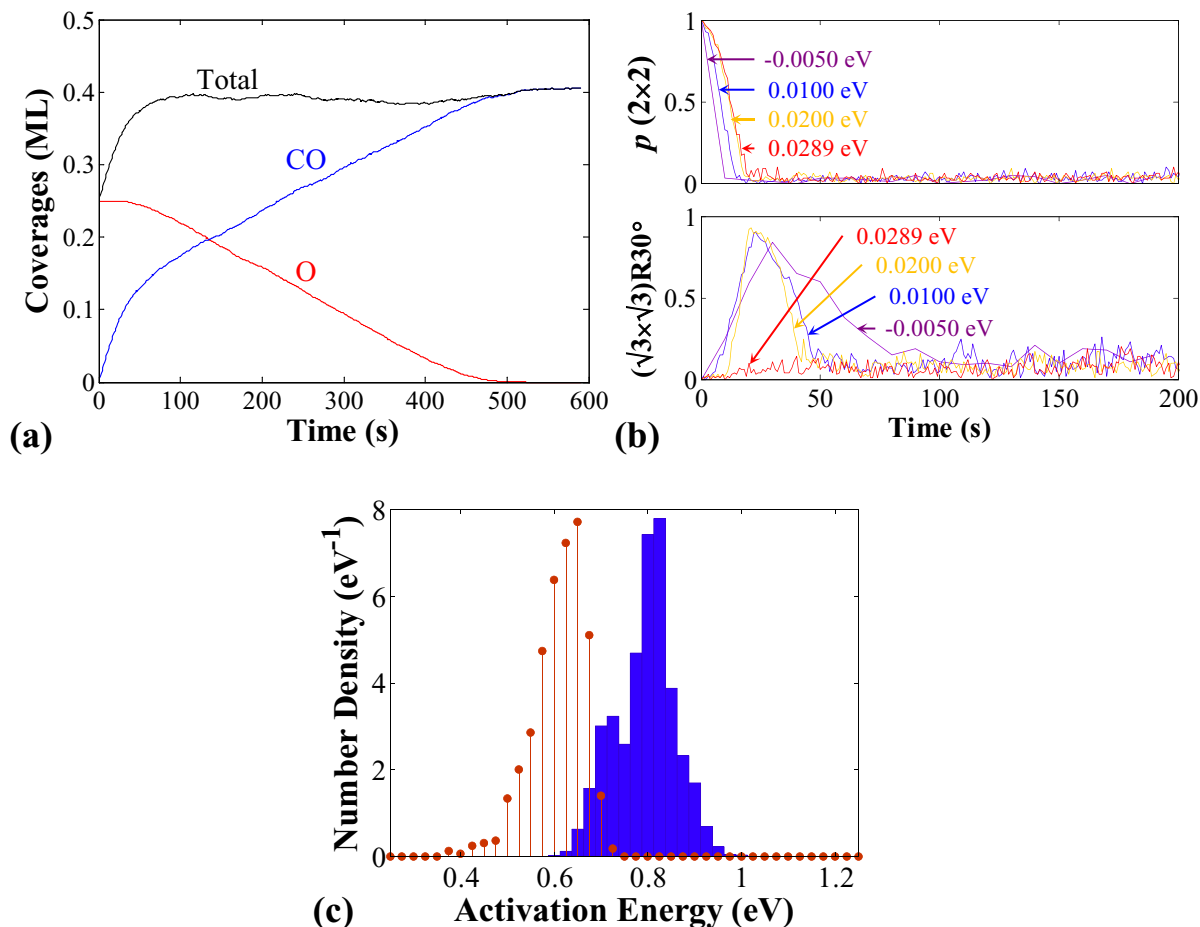 0.5
0.4
0.3
0.2
0.1
0
Coverages (ML)
Total
CO
O
0 100 200 300 400 500 600
Time (s)
(a)
1
0.5
0
p (2×2)
-0.0050 eV
0.0100 eV
0.0200 eV
0.0289 eV
1
0.5
0
(√3×√3)R30°
0.0289 eV
0.0200 eV
0.0100 eV
-0.0050 eV
0 50 100 150 200
Time (s)
(b)
8
6
4
2
0
Number Density (eV⁻¹)
0.4 0.6 0.8 1 1.2
Activation Energy (eV)
(c)